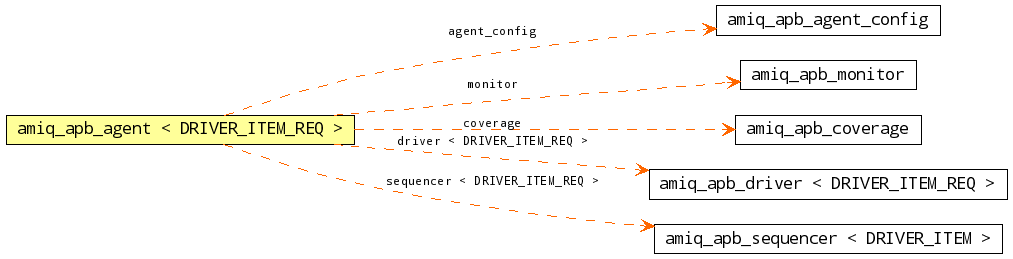 amiq_apb_agent_config
agent_config
amiq_apb_monitor
monitor
amiq_apb_agent < DRIVER_ITEM_REQ >
coverage
amiq_apb_coverage
driver < DRIVER_ITEM_REQ >
sequencer < DRIVER_ITEM_REQ >
amiq_apb_driver < DRIVER_ITEM_REQ >
amiq_apb_sequencer < DRIVER_ITEM >